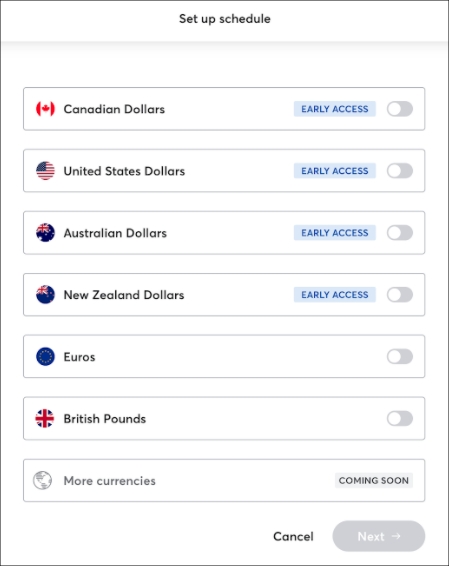 Set up schedule
Canadian Dollars EARLY ACCESS
United States Dollars EARLY ACCESS
Australian Dollars EARLY ACCESS
New Zealand Dollars EARLY ACCESS
Euros
British Pounds
More currencies COMING SOON
Cancel Next →